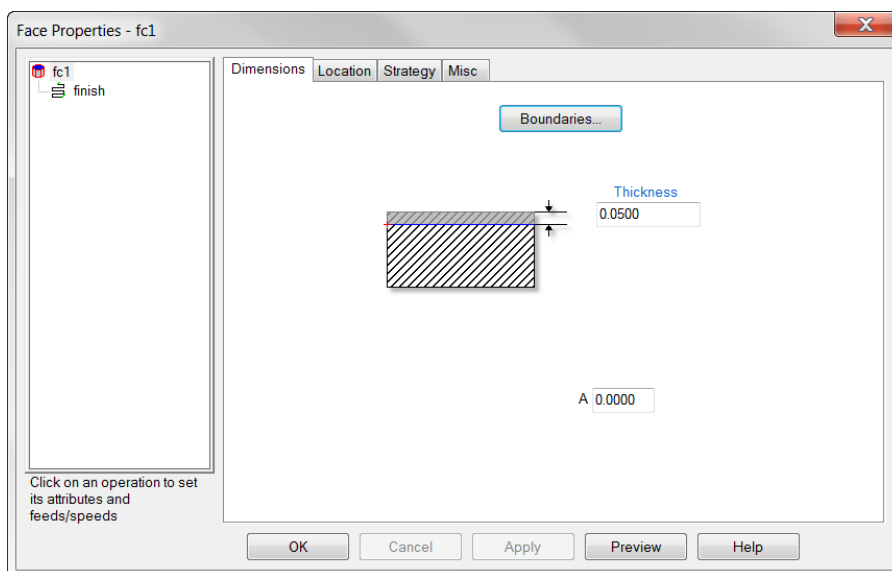 Face Properties - fc1
fc1
finish
Click on an operation to set
its attributes and
feeds/speeds
Dimensions Location Strategy Misc
Boundaries...
Thickness
0.0500
A 0.0000
OK Cancel Apply Preview Help